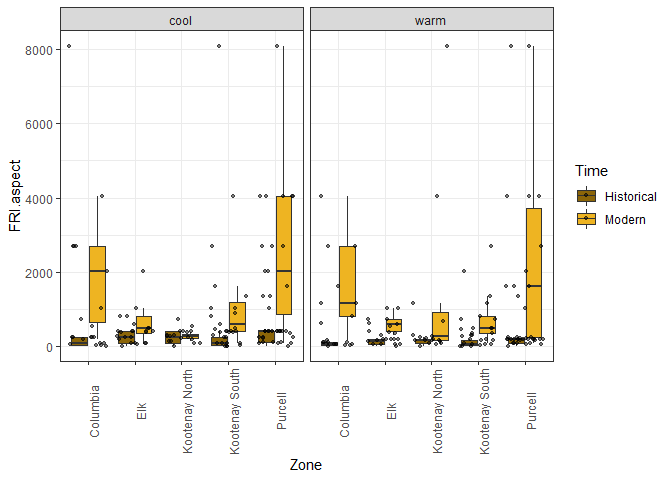 cool
warm
8000
6000
4000
2000
0
FRI.aspect
Columbia
Elk
Kootenay North
Kootenay South
Purcell
Columbia
Elk
Kootenay North
Kootenay South
Purcell
Zone
Time
Historical
Modern